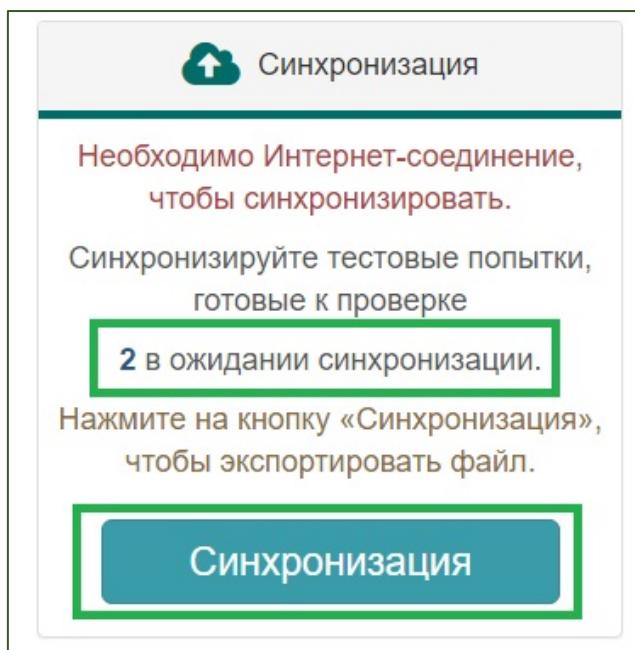 Синхронизация
Необходимо Интернет-соединение,
чтобы синхронизировать.
Синхронизируйте тестовые попытки,
готовые к проверке
2 в ожидании синхронизации.
Нажмите на кнопку «Синхронизация»,
чтобы экспортировать файл.
Синхронизация